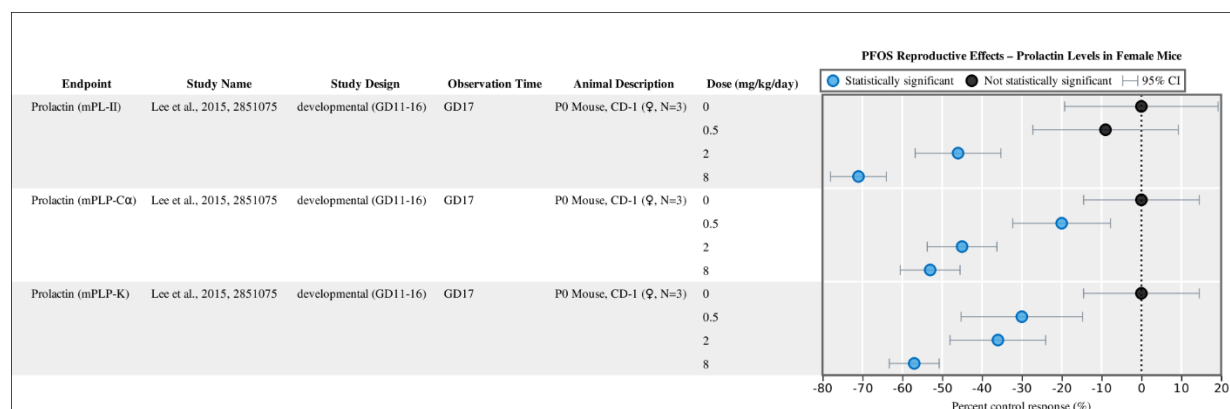 PFOS Reproductive Effects – Prolactin Levels in Female Mice
Endpoint Study Name Study Design Observation Time Animal Description Dose (mg/kg/day)
Statistically significant Not statistically significant 95% CI
Prolactin (mPL-II) Lee et al., 2015, 2851075 developmental (GD11-16) GD17 P0 Mouse, CD-1 (♀, N=3) 0
0.5
2
8
Prolactin (mPLP-Cα) Lee et al., 2015, 2851075 developmental (GD11-16) GD17 P0 Mouse, CD-1 (♀, N=3) 0
0.5
2
8
Prolactin (mPLP-K) Lee et al., 2015, 2851075 developmental (GD11-16) GD17 P0 Mouse, CD-1 (♀, N=3) 0
0.5
2
8
-80 -70 -60 -50 -40 -30 -20 -10 0 10 20
Percent control response (%)